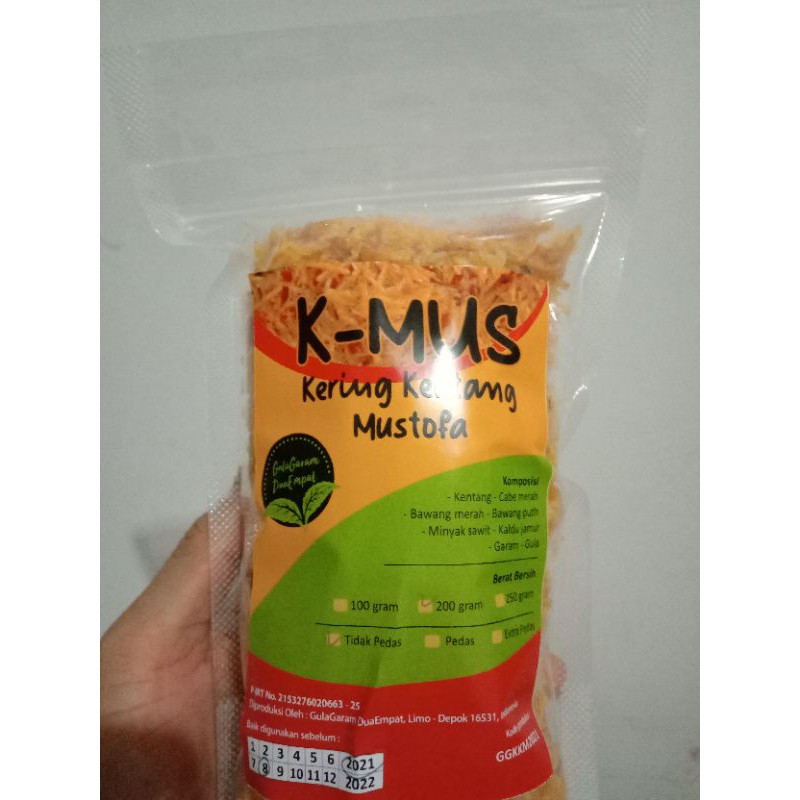 K-MUS
Kering Kentang
Mustofa
GulaGaram
DuaEmpat
Komposisi
- Kentang - Cabe merah
- Bawang merah - Bawang putih
- Minyak sawit - Kaldu jamur
- Garam - Gula
Berat Bersih
100 gram 200 gram 250 gram
Tidak Pedas Pedas Extra Pedas
P-IRT No. 2153276020663 - 25
Diproduksi Oleh : GulaGaram DuaEmpat, Limo - Depok 16531, Indonesia
Baik digunakan sebelum :
1 2 3 4 5 6 2021
7 8 9 10 11 12 2022
GGKKM2021